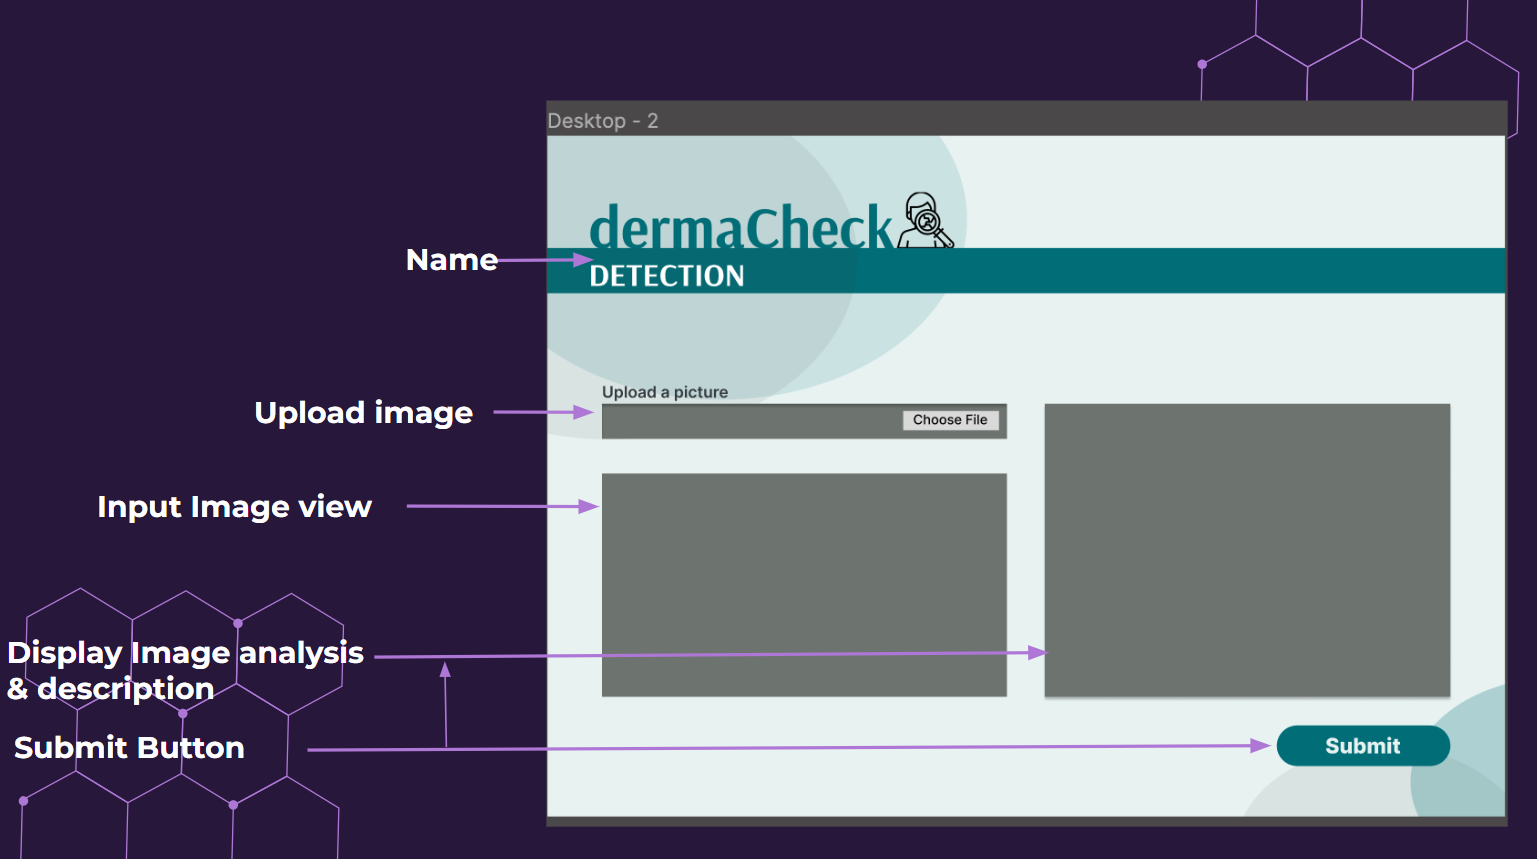 Desktop - 2
dermaCheck
Name
DETECTION
Upload a picture
Upload image
Choose File
Input Image view
Display Image analysis
& description
Submit Button
Submit